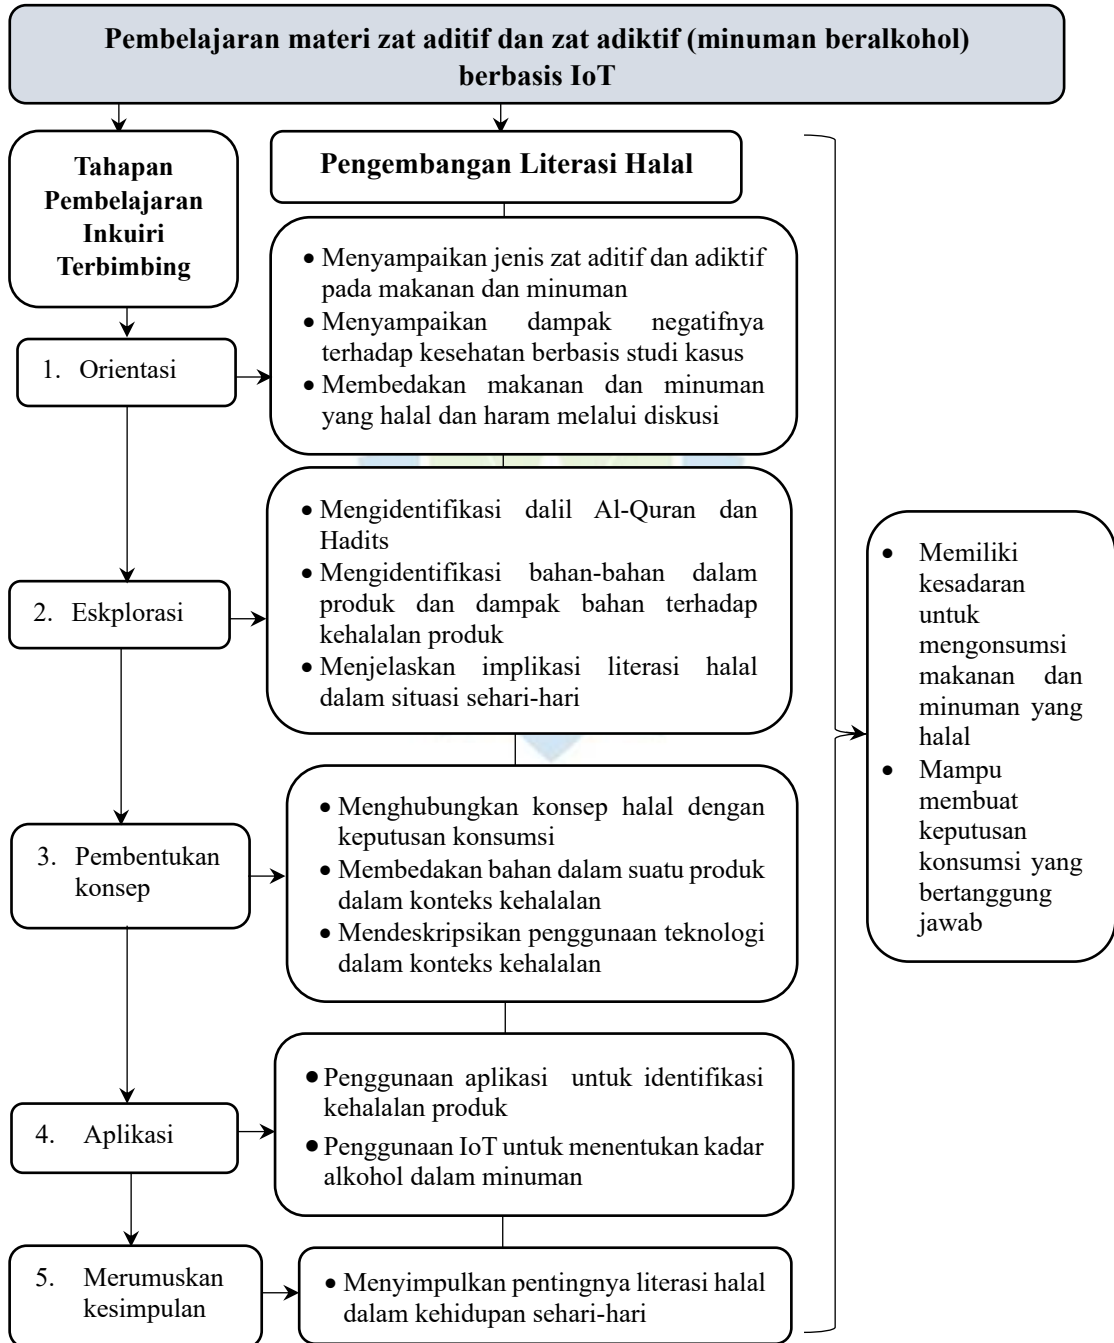 Pembelajaran materi zat aditif dan zat adiktif (minuman beralkohol)
berbasis IoT
Tahapan
Pembelajaran
Inkuiri
Terbimbing
Pengembangan Literasi Halal
1. Orientasi
• Menyampaikan jenis zat aditif dan adiktif
pada makanan dan minuman
• Menyampaikan dampak negatifnya
terhadap kesehatan berbasis studi kasus
• Membedakan makanan dan minuman
yang halal dan haram melalui diskusi
2. Eskplorasi
• Mengidentifikasi dalil Al-Quran dan
Hadits
• Mengidentifikasi bahan-bahan dalam
produk dan dampak bahan terhadap
kehalalan produk
• Menjelaskan implikasi literasi halal
dalam situasi sehari-hari
3. Pembentukan
konsep
• Menghubungkan konsep halal dengan
keputusan konsumsi
• Membedakan bahan dalam suatu produk
dalam konteks kehalalan
• Mendeskripsikan penggunaan teknologi
dalam konteks kehalalan
4. Aplikasi
• Penggunaan aplikasi untuk identifikasi
kehalalan produk
• Penggunaan IoT untuk menentukan kadar
alkohol dalam minuman
5. Merumuskan
kesimpulan
• Menyimpulkan pentingnya literasi halal
dalam kehidupan sehari-hari
• Memiliki
kesadaran
untuk
mengonsumsi
makanan dan
minuman yang
halal
• Mampu
membuat
keputusan
konsumsi yang
bertanggung
jawab